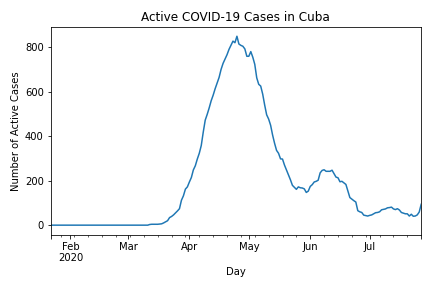 Active COVID-19 Cases in Cuba
Number of Active Cases
800
600
400
200
0
Feb Mar Apr May Jun Jul
2020
Day